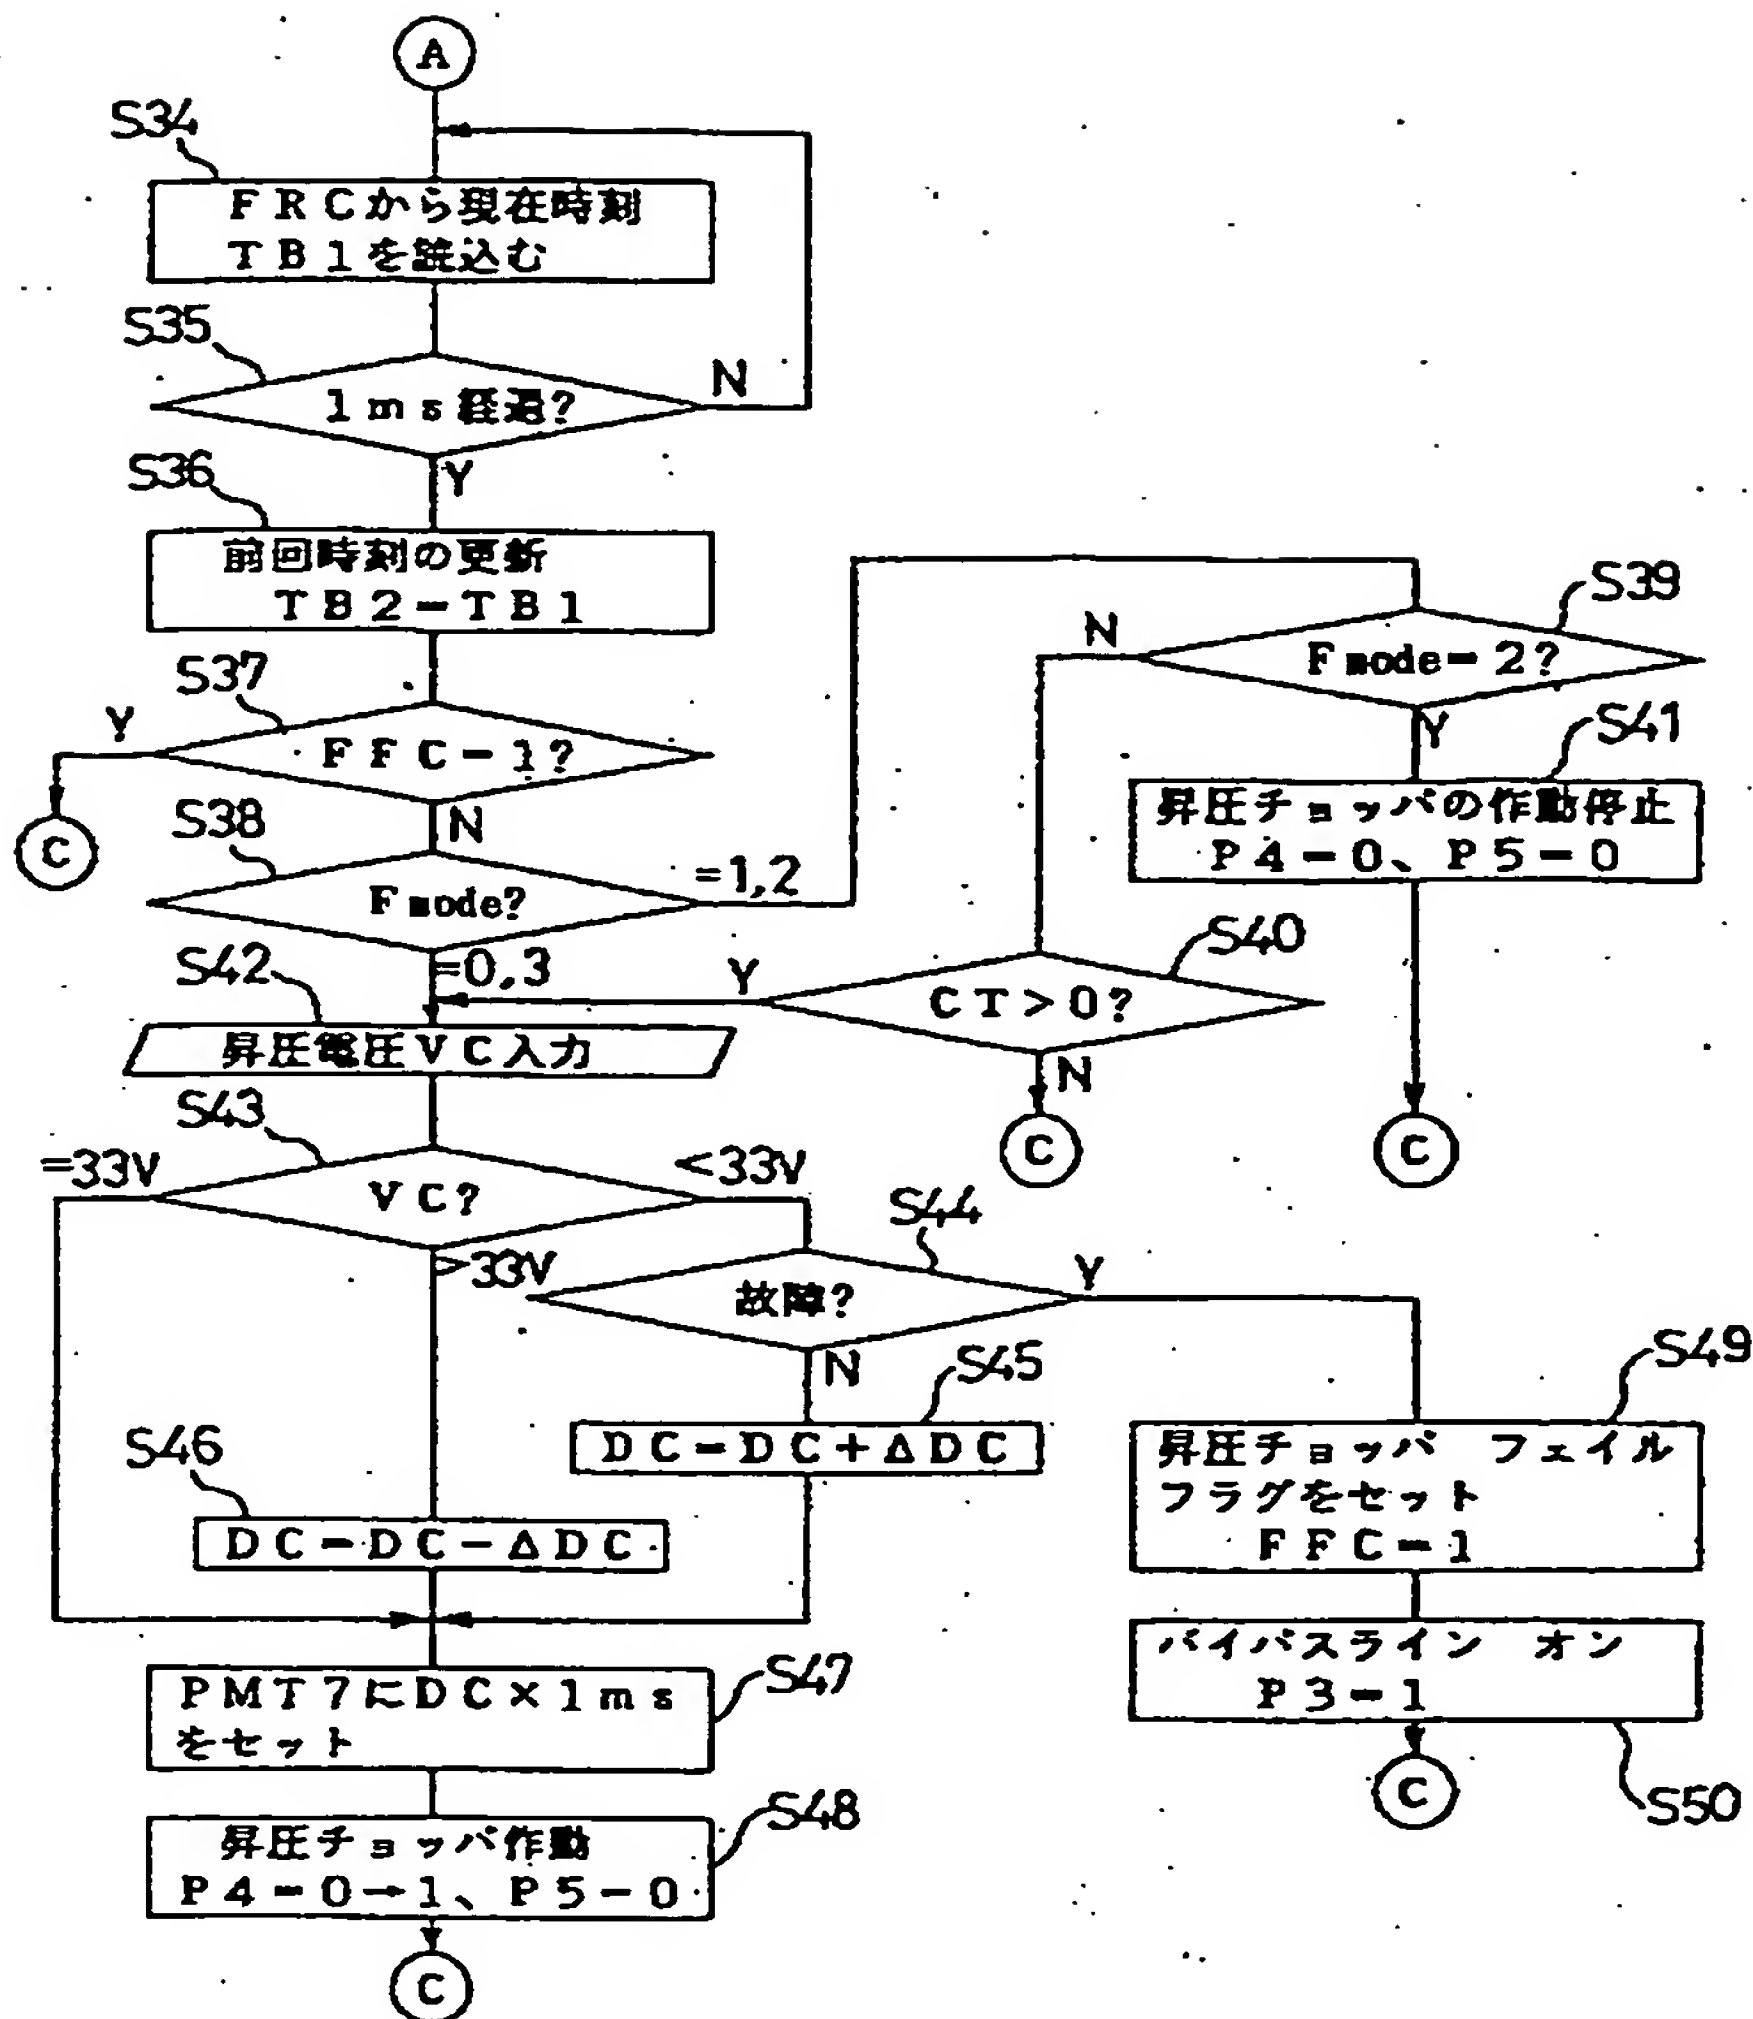 A
S34
FRCから現在時刻
TB1を読込む
S35
1ms経過?
N
Y
S36
前回時刻の更新
TB2=TB1
S37
Y
FFC=1?
N
C
S38
Fmode?
=1,2
=0,3
S39
N
Fmode=2?
Y
S41
昇圧チョッパの作動停止
P4=0、P5=0
C
S40
Y
CT>0?
N
C
S42
昇圧電圧VC入力
S43
=33V
VC?
<33V
>33V
S44
故障?
Y
N
S45
DC=DC+ΔDC
S46
DC=DC-ΔDC
S47
PMT7にDC×1ms
をセット
S48
昇圧チョッパ作動
P4=0→1、P5=0
C
S49
昇圧チョッパ フェイル
フラグをセット
FFC=1
バイパスライン オン
P3=1
S50
C